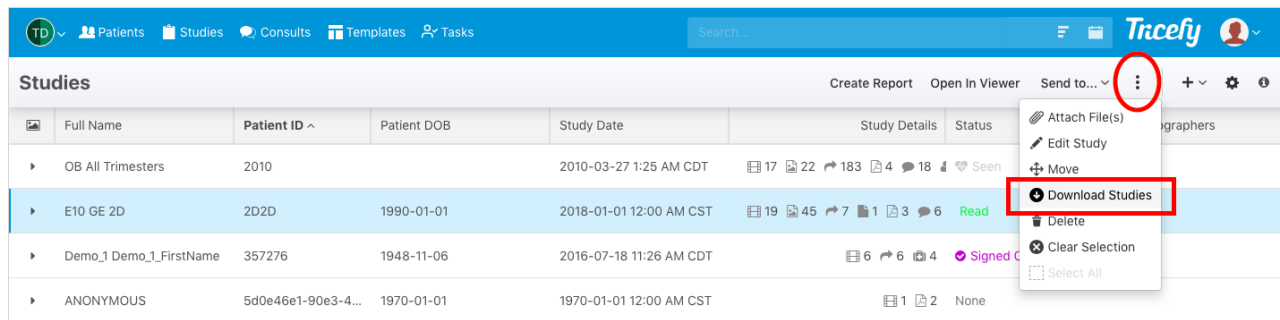 TD Patients Studies Consults Templates Tasks Search... Tricefy
Studies Create Report Open In Viewer Send to...
Full Name Patient ID Patient DOB Study Date Study Details Status ographers
Attach File(s)
Edit Study
OB All Trimesters 2010 2010-03-27 1:25 AM CDT 17 22 183 4 18 Seen
Move
Download Studies
E10 GE 2D 2D2D 1990-01-01 2018-01-01 12:00 AM CST 19 45 7 1 3 6 Read
Delete
Clear Selection
Demo_1 Demo_1_FirstName 357276 1948-11-06 2016-07-18 11:26 AM CDT 6 6 4 Signed
Select All
ANONYMOUS 5d0e46e1-90e3-4... 1970-01-01 1970-01-01 12:00 AM CST 1 2 None